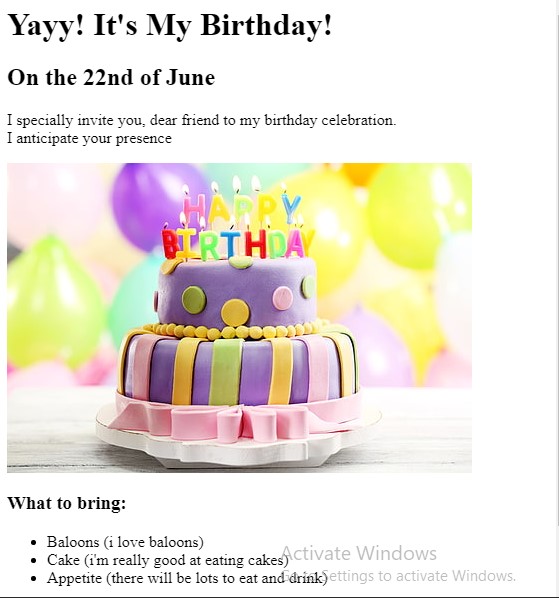 Yayy! It's My Birthday!
On the 22nd of June
I specially invite you, dear friend to my birthday celebration.
I anticipate your presence
HAPPY
BIRTHDAY
What to bring:
• Baloons (i love baloons)
• Cake (i'm really good at eating cakes)
• Appetite (there will be lots to eat and drink)
Activate Windows
Go to Settings to activate Windows.